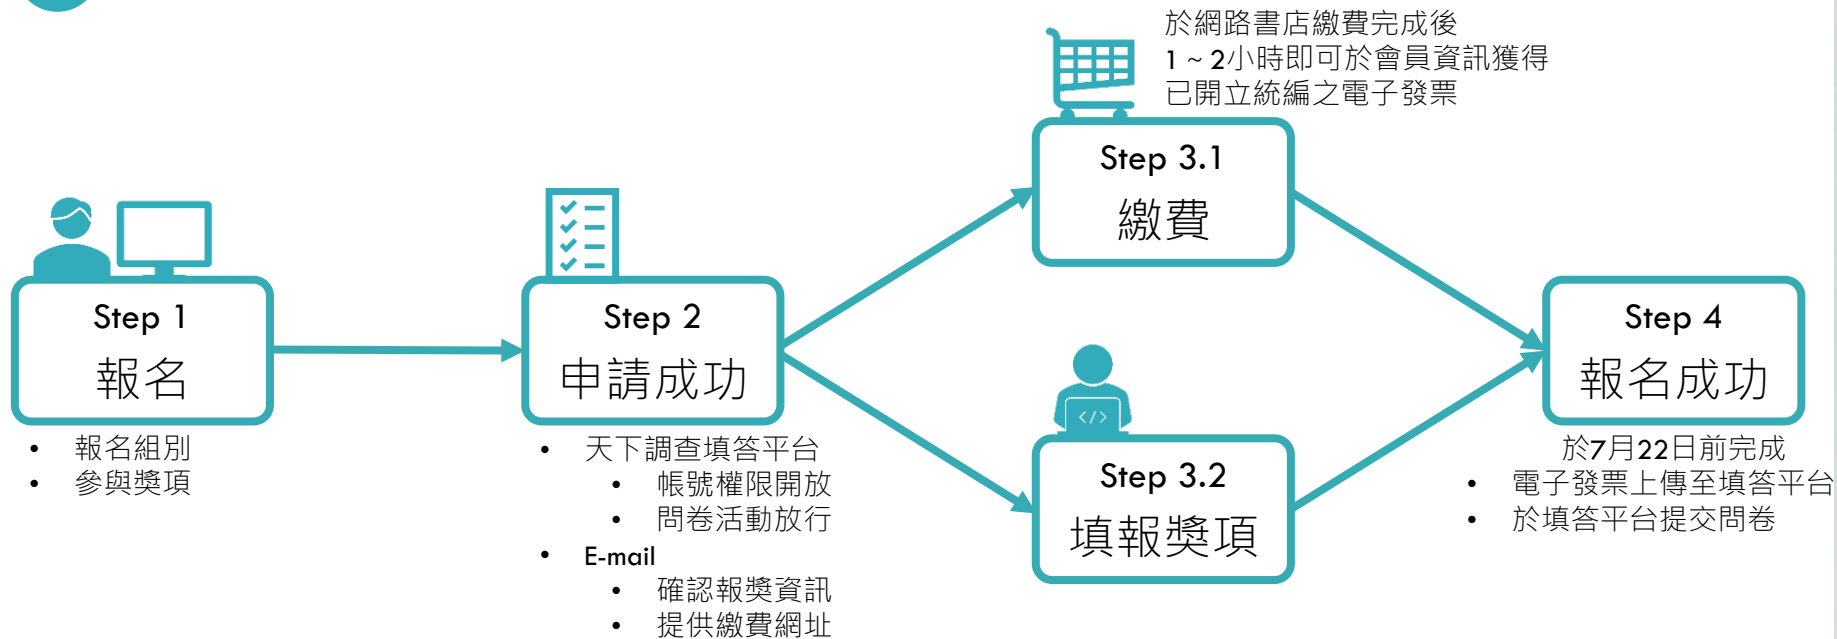 Step 1
報名
• 報名組別
• 參與獎項
Step 2
申請成功
• 天下調查填答平台
• 帳號權限開放
• 問卷活動放行
• E-mail
• 確認報獎資訊
• 提供繳費網址
於網路書店繳費完成後
1~2小時即可於會員資訊獲得
已開立統編之電子發票
Step 3.1
繳費
</>
Step 3.2
填報獎項
Step 4
報名成功
於7月22日前完成
• 電子發票上傳至填答平台
• 於填答平台提交問卷